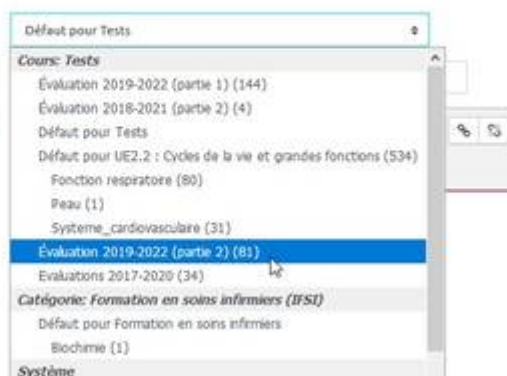 Défaut pour Tests
Cours: Tests
Évaluation 2019-2022 (partie 1) (144)
Évaluation 2018-2021 (partie 2) (4)
Défaut pour Tests
Défaut pour UE2.2 : Cycles de la vie et grandes fonctions (534)
Fonction respiratoire (80)
Peau (1)
Systeme_cardiovasculaire (31)
Évaluation 2019-2022 (partie 2) (81)
Evaluations 2017-2020 (34)
Catégorie: Formation en soins infirmiers (IFSI)
Défaut pour Formation en soins infirmiers
Biochimie (1)
Système